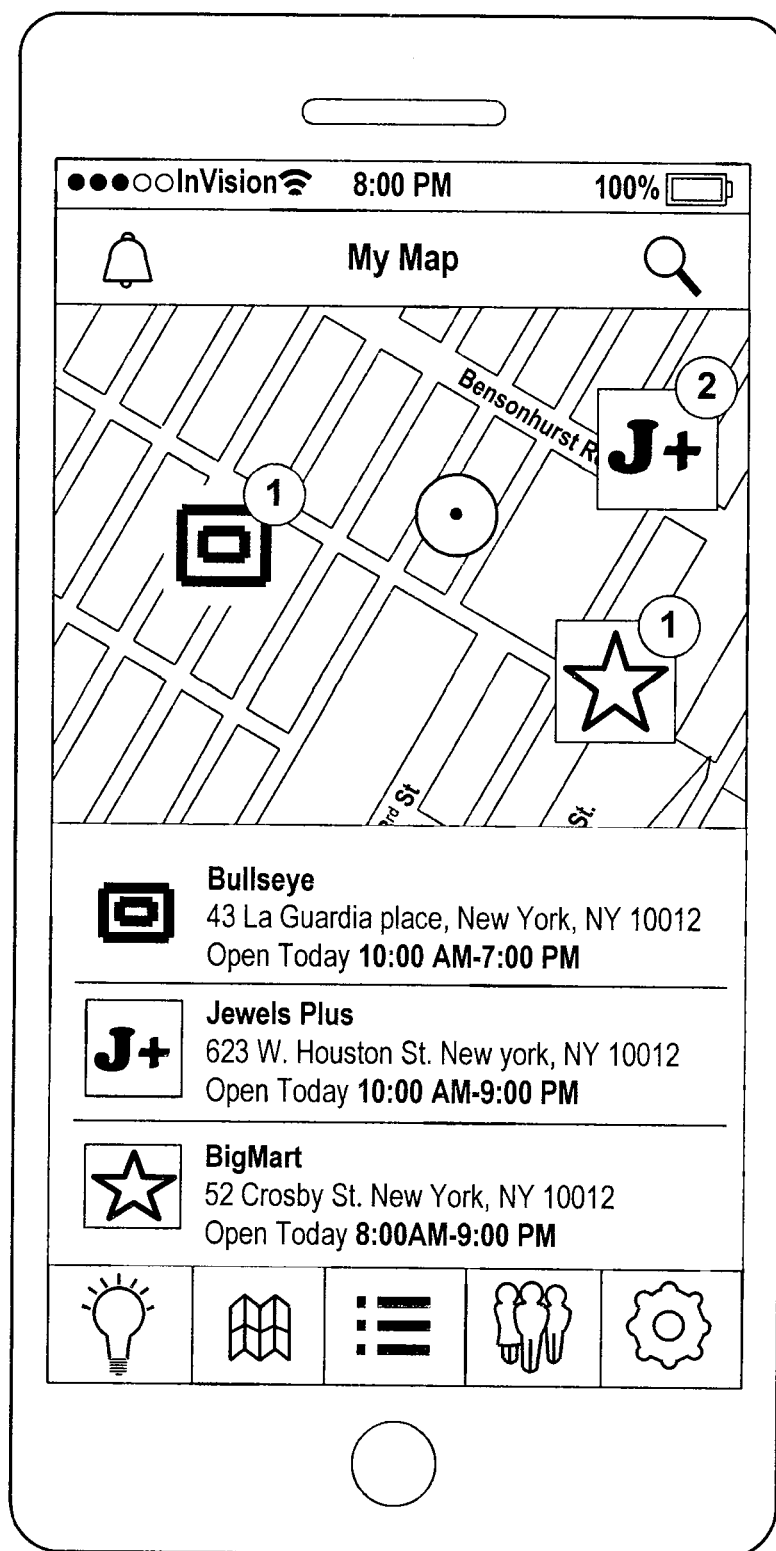 InVision 8:00 PM 100%
My Map
Bensonhurst
2
J+
1
1
rd St
St.
Bullseye
43 La Guardia place, New York, NY 10012
Open Today 10:00 AM-7:00 PM
J+
Jewels Plus
623 W. Houston St. New york, NY 10012
Open Today 10:00 AM-9:00 PM
BigMart
52 Crosby St. New York, NY 10012
Open Today 8:00AM-9:00 PM